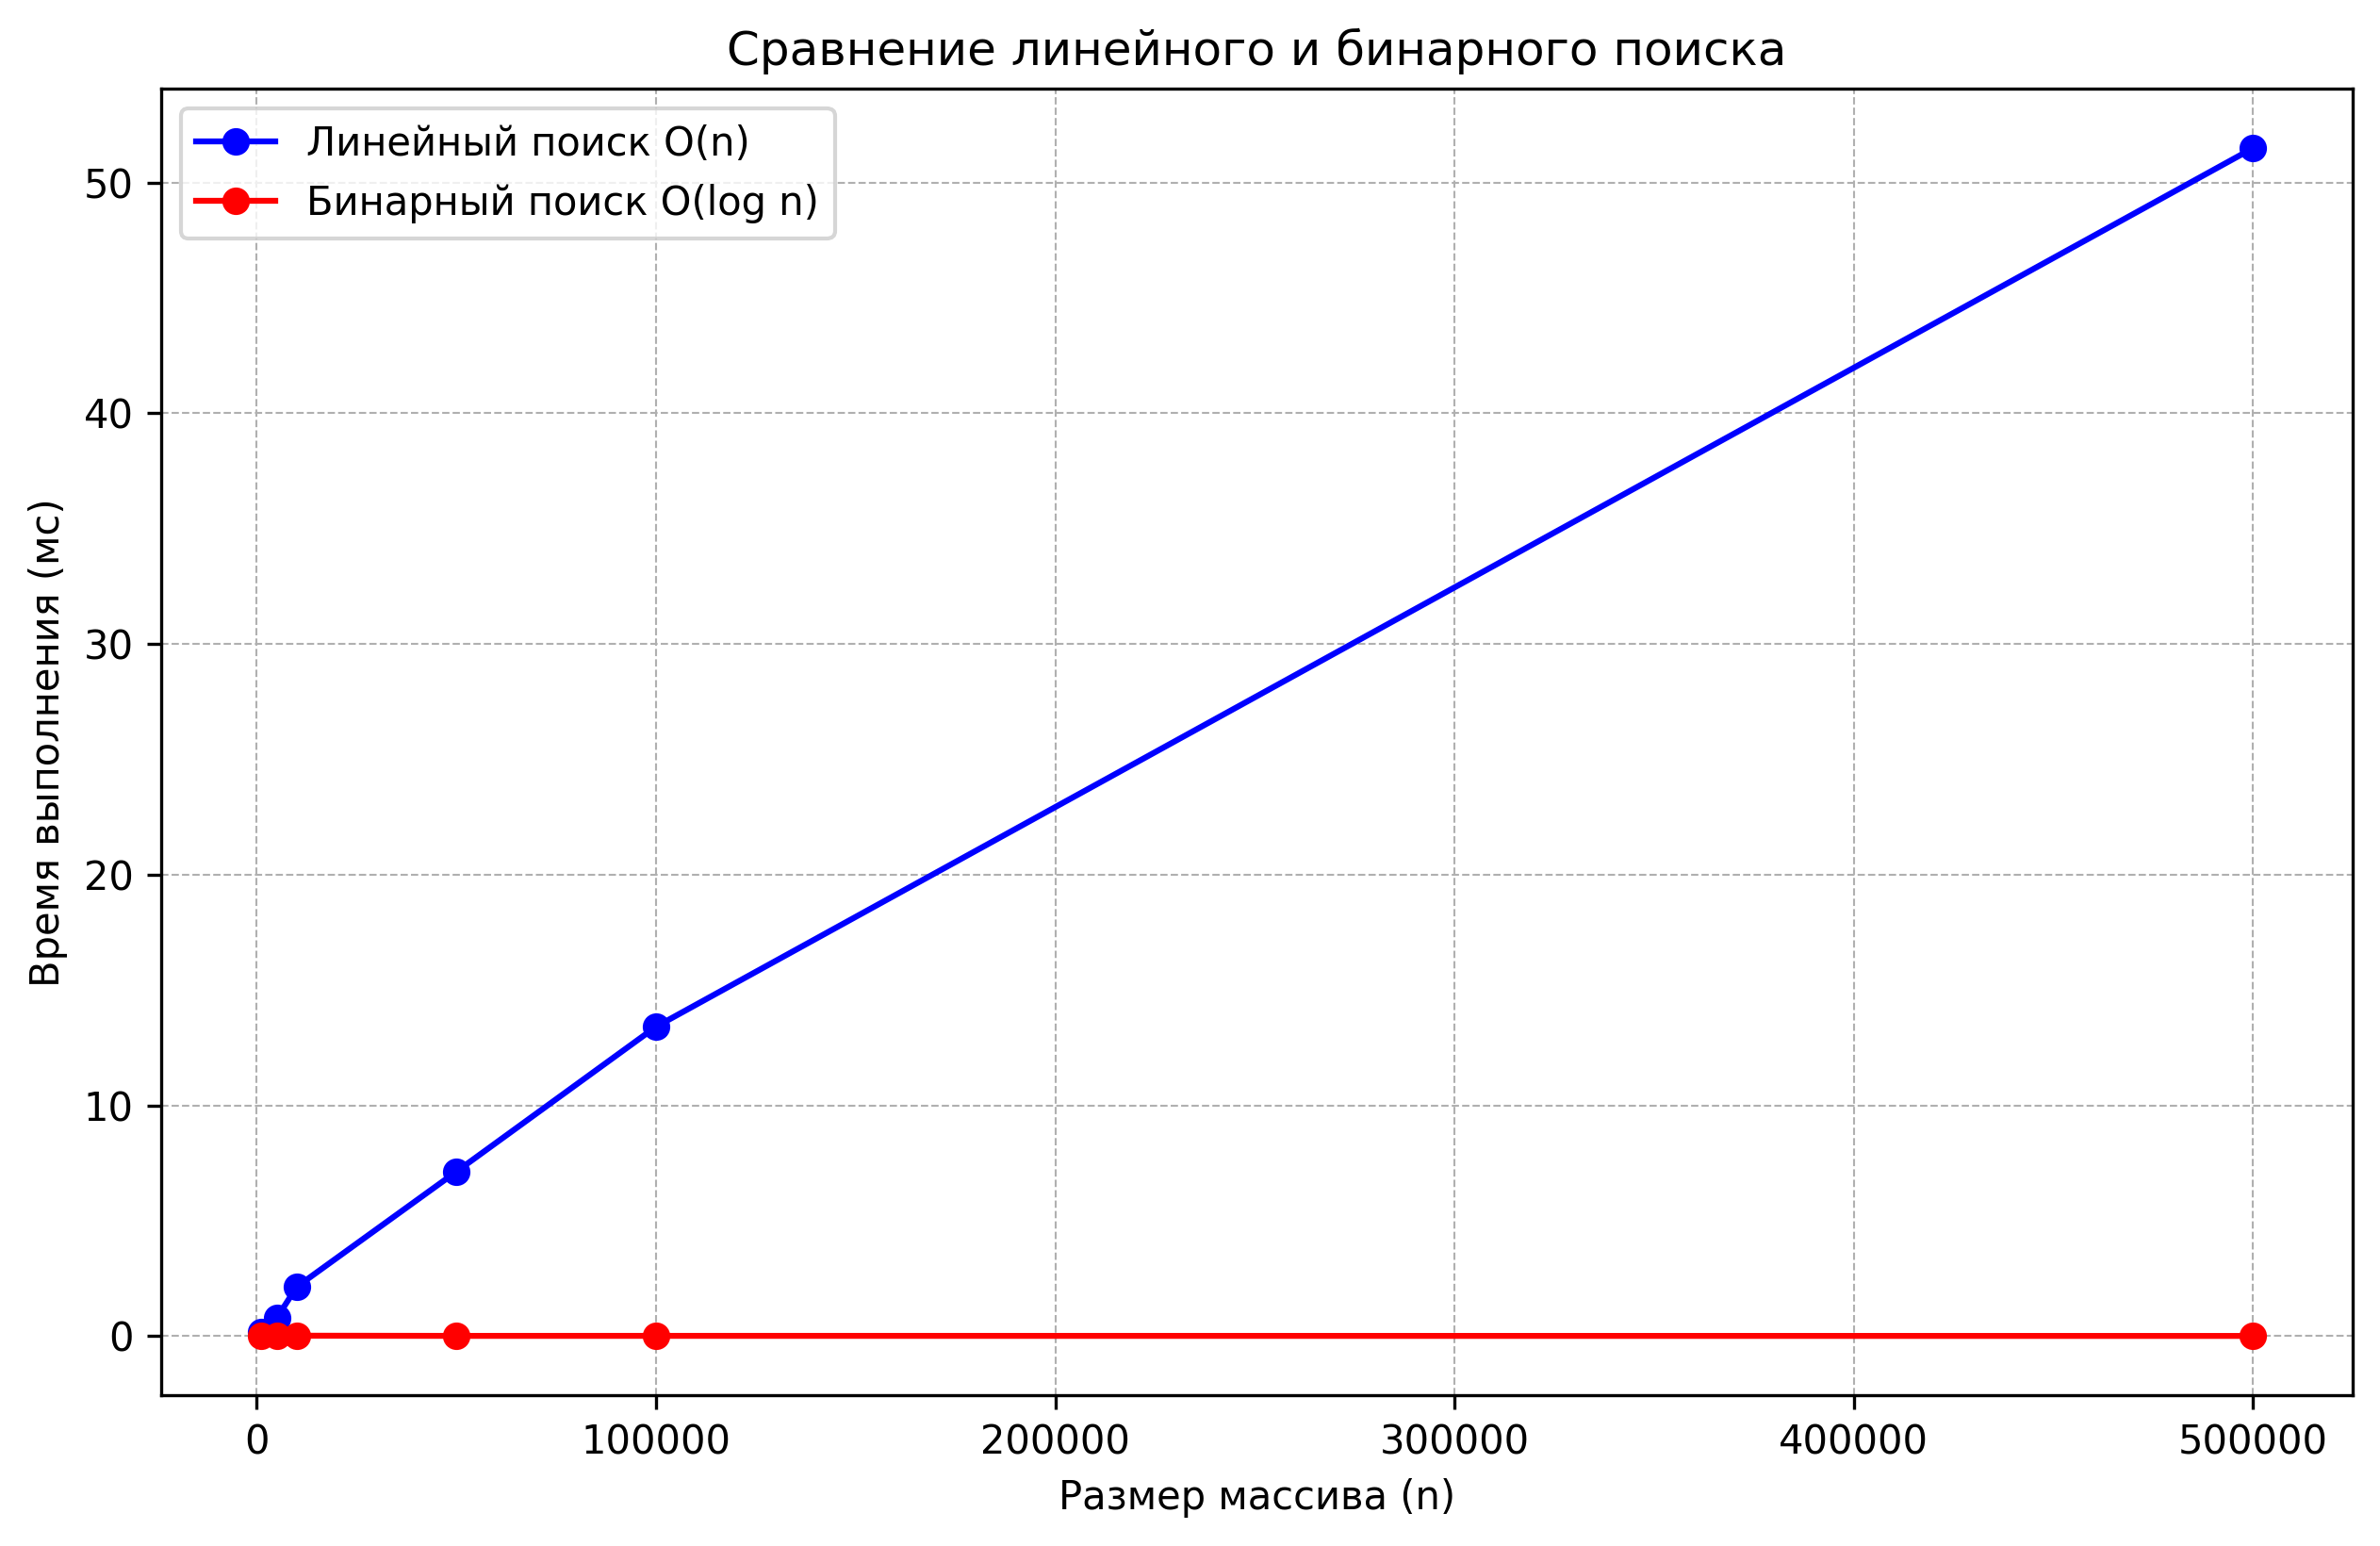 Сравнение линейного и бинарного поиска
Линейный поиск O(n)
Бинарный поиск O(log n)
Время выполнения (мс)
50
40
30
20
10
0
0 100000 200000 300000 400000 500000
Размер массива (n)